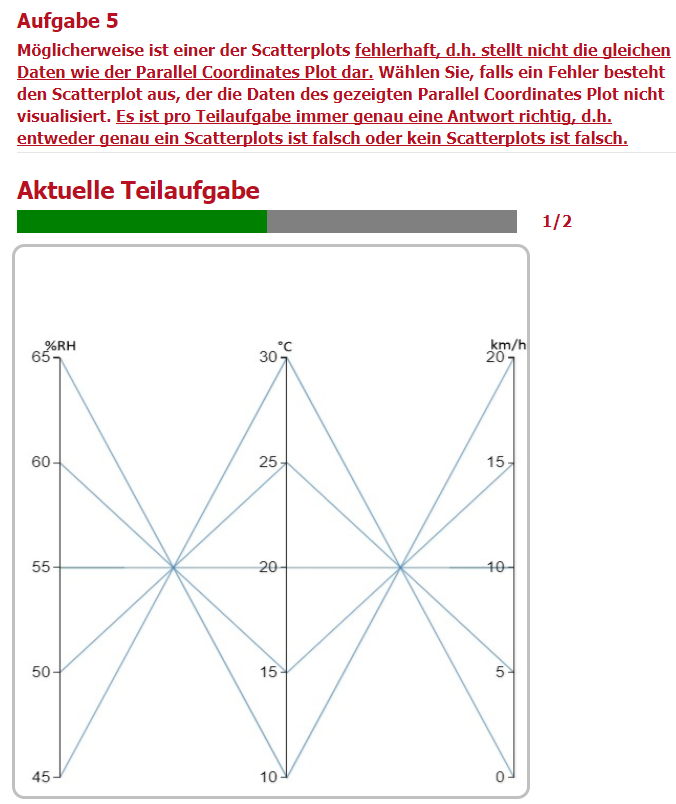 Aufgabe 5
Möglicherweise ist einer der Scatterplots fehlerhaft, d.h. stellt nicht die gleichen
Daten wie der Parallel Coordinates Plot dar. Wählen Sie, falls ein Fehler besteht
den Scatterplot aus, der die Daten des gezeigten Parallel Coordinates Plot nicht
visualisiert. Es ist pro Teilaufgabe immer genau eine Antwort richtig, d.h.
entweder genau ein Scatterplots ist falsch oder kein Scatterplots ist falsch.
Aktuelle Teilaufgabe
1/2
%RH °C km/h
65 30 20
60 25 15
55 20 10
50 15 5
45 10 0